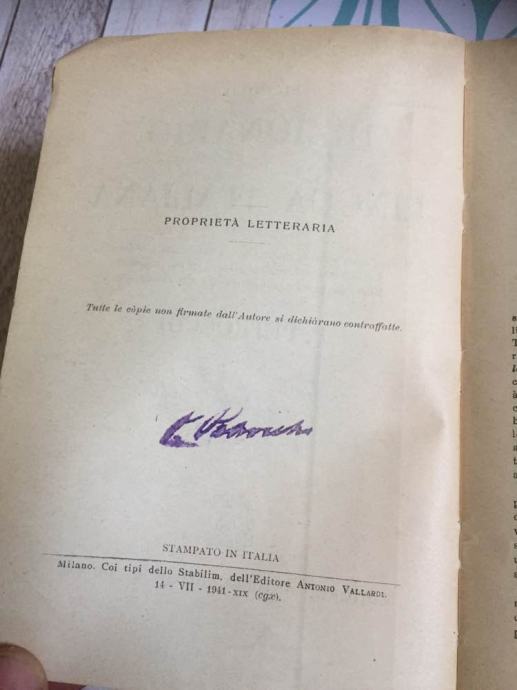 PROPRIETÀ LETTERARIA
Tutte le còpie non firmate dall'Autore si dichiàrano contraffatte.
STAMPATO IN ITALIA
Milano. Coi tipi dello Stabilim. dell'Editore ANTONIO VALLARDI.
14 - VII - 1941-XIX (cgx).